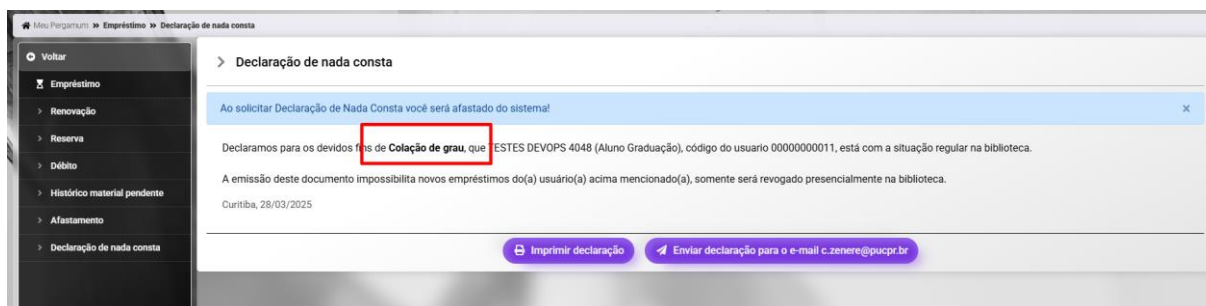 Meu Pergamum » Empréstimo » Declaração de nada consta
Voltar
Empréstimo
Renovação
Reserva
Débito
Histórico material pendente
Afastamento
Declaração de nada consta
Declaração de nada consta
Ao solicitar Declaração de Nada Consta você será afastado do sistema!
Declaramos para os devidos fins de Colação de grau, que TESTES DEVOPS 4048 (Aluno Graduação), código do usuario 00000000011, está com a situação regular na biblioteca.
A emissão deste documento impossibilita novos empréstimos do(a) usuário(a) acima mencionado(a), somente será revogado presencialmente na biblioteca.
Curitiba, 28/03/2025
Imprimir declaração
Enviar declaração para o e-mail c.zenere@pucpr.br